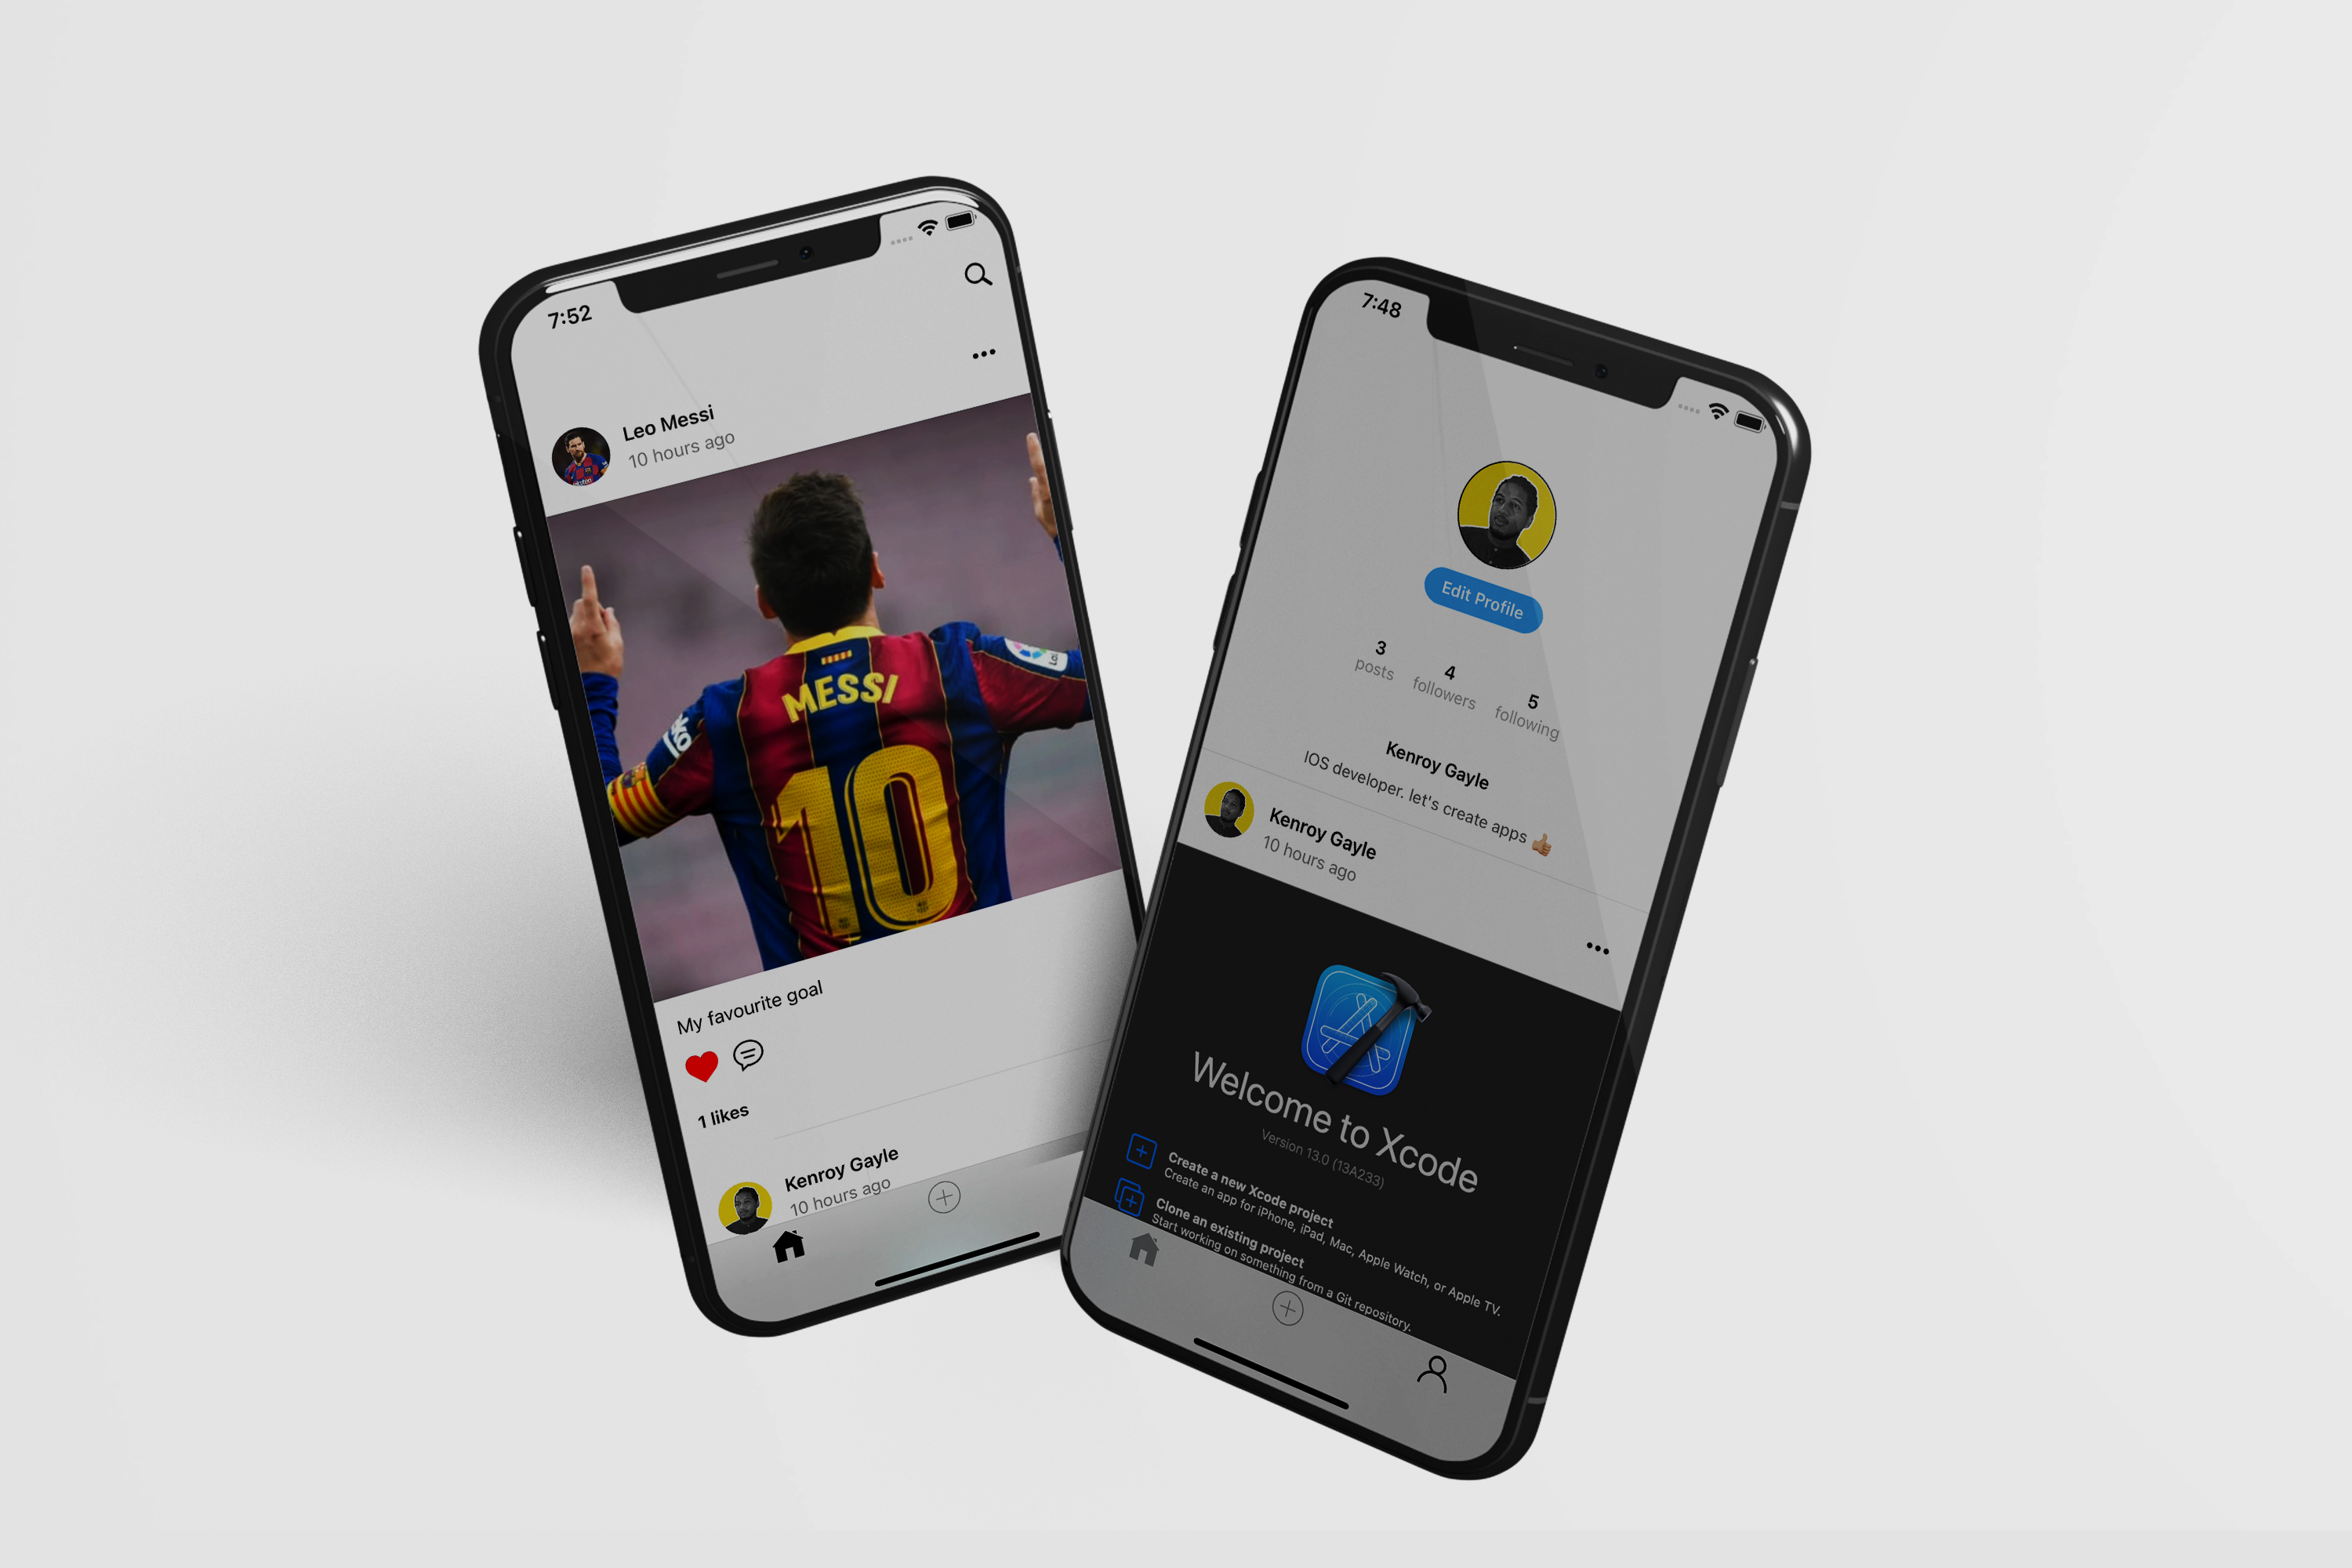 7:52
Leo Messi
10 hours ago
MESSI
10
My favourite goal
1 likes
Kenroy Gayle
10 hours ago
7:48
Edit Profile
3
posts
4
followers
5
following
Kenroy Gayle
IOS developer. let's create apps 👍🏼
Kenroy Gayle
10 hours ago
Welcome to Xcode
Version 13.0 (13A233)
Create a new Xcode project
Create an app for iPhone, iPad, Mac, Apple Watch, or Apple TV.
Clone an existing project
Start working on something from a Git repository.